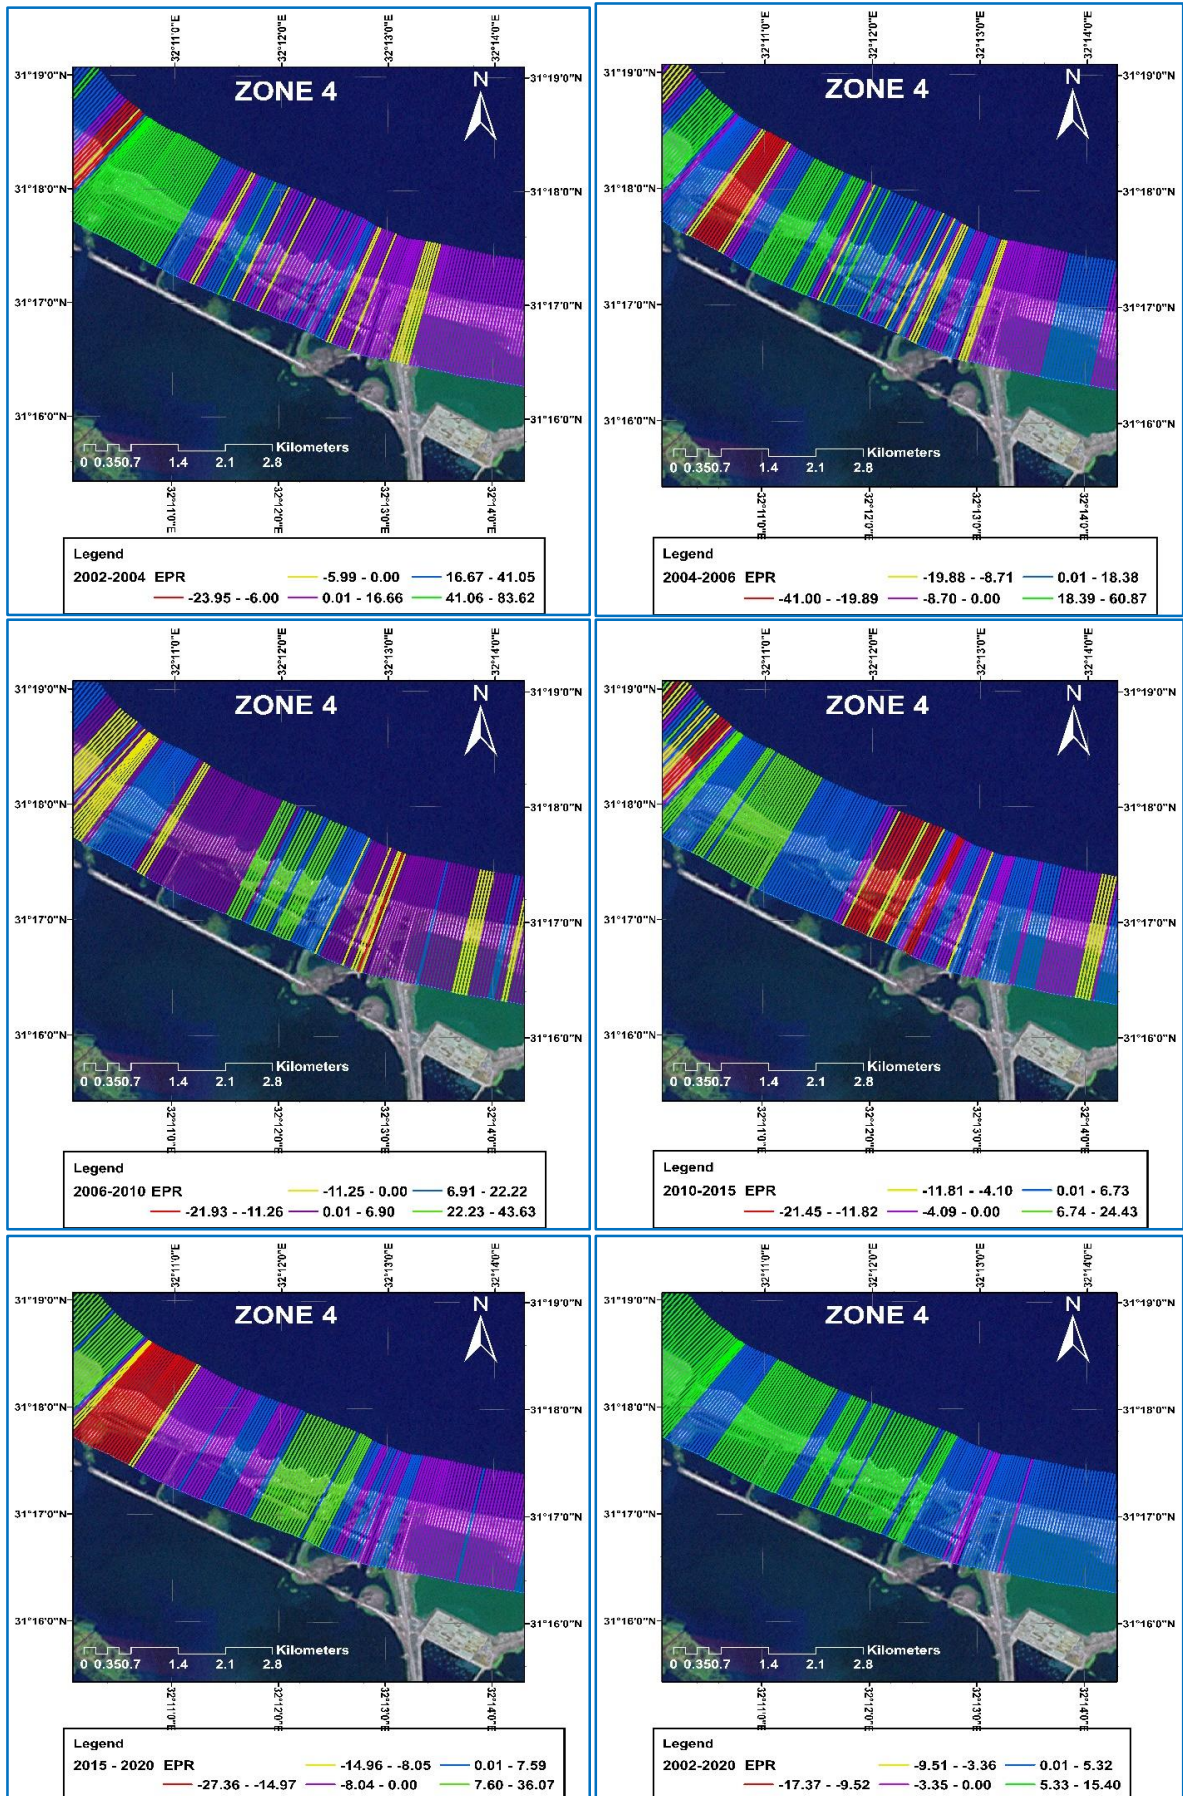 32°11'0"E 32°12'0"E 32°13'0"E 32°14'0"E
31°19'0"N ZONE 4 N 31°19'0"N
31°18'0"N 31°18'0"N
31°17'0"N 31°17'0"N
31°16'0"N 31°16'0"N
Kilometers
0 0.35 0.7 1.4 2.1 2.8
32°11'0"E 32°12'0"E 32°13'0"E 32°14'0"E
Legend
2002-2004 EPR -5.99 - 0.00 16.67 - 41.05
-23.95 - -6.00 0.01 - 16.66 41.06 - 83.62
32°11'0"E 32°12'0"E 32°13'0"E 32°14'0"E
31°19'0"N ZONE 4 N 31°19'0"N
31°18'0"N 31°18'0"N
31°17'0"N 31°17'0"N
31°16'0"N 31°16'0"N
Kilometers
0 0.35 0.7 1.4 2.1 2.8
32°11'0"E 32°12'0"E 32°13'0"E 32°14'0"E
Legend
2004-2006 EPR -19.88 - -8.71 0.01 - 18.38
-41.00 - -19.89 -8.70 - 0.00 18.39 - 60.87
32°11'0"E 32°12'0"E 32°13'0"E 32°14'0"E
31°19'0"N ZONE 4 N 31°19'0"N
31°18'0"N 31°18'0"N
31°17'0"N 31°17'0"N
31°16'0"N 31°16'0"N
Kilometers
0 0.35 0.7 1.4 2.1 2.8
32°11'0"E 32°12'0"E 32°13'0"E 32°14'0"E
Legend
2006-2010 EPR -11.25 - 0.00 6.91 - 22.22
-21.93 - -11.26 0.01 - 6.90 22.23 - 43.63
32°11'0"E 32°12'0"E 32°13'0"E 32°14'0"E
31°19'0"N ZONE 4 N 31°19'0"N
31°18'0"N 31°18'0"N
31°17'0"N 31°17'0"N
31°16'0"N 31°16'0"N
Kilometers
0 0.35 0.7 1.4 2.1 2.8
32°11'0"E 32°12'0"E 32°13'0"E 32°14'0"E
Legend
2010-2015 EPR -11.81 - -4.10 0.01 - 6.73
-21.45 - -11.82 -4.09 - 0.00 6.74 - 24.43
32°11'0"E 32°12'0"E 32°13'0"E 32°14'0"E
31°19'0"N ZONE 4 N 31°19'0"N
31°18'0"N 31°18'0"N
31°17'0"N 31°17'0"N
31°16'0"N 31°16'0"N
Kilometers
0 0.35 0.7 1.4 2.1 2.8
32°11'0"E 32°12'0"E 32°13'0"E 32°14'0"E
Legend
2015 - 2020 EPR -14.96 - -8.05 0.01 - 7.59
-27.36 - -14.97 -8.04 - 0.00 7.60 - 36.07
32°11'0"E 32°12'0"E 32°13'0"E 32°14'0"E
31°19'0"N ZONE 4 N 31°19'0"N
31°18'0"N 31°18'0"N
31°17'0"N 31°17'0"N
31°16'0"N 31°16'0"N
Kilometers
0 0.35 0.7 1.4 2.1 2.8
32°11'0"E 32°12'0"E 32°13'0"E 32°14'0"E
Legend
2002-2020 EPR -9.51 - -3.36 0.01 - 5.32
-17.37 - -9.52 -3.35 - 0.00 5.33 - 15.40